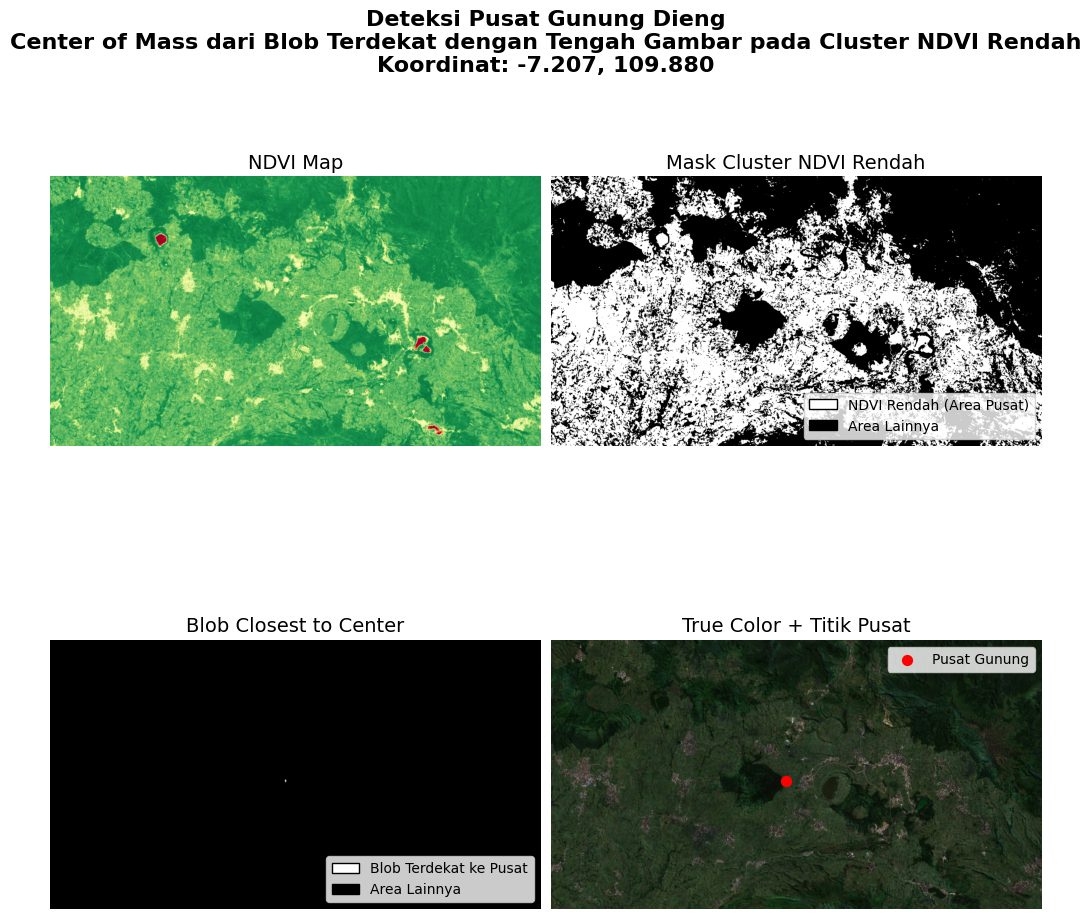 Deteksi Pusat Gunung Dieng
Center of Mass dari Blob Terdekat dengan Tengah Gambar pada Cluster NDVI Rendah
Koordinat: -7.207, 109.880
NDVI Map
Mask Cluster NDVI Rendah
NDVI Rendah (Area Pusat)
Area Lainnya
Blob Closest to Center
True Color + Titik Pusat
Pusat Gunung
Blob Terdekat ke Pusat
Area Lainnya